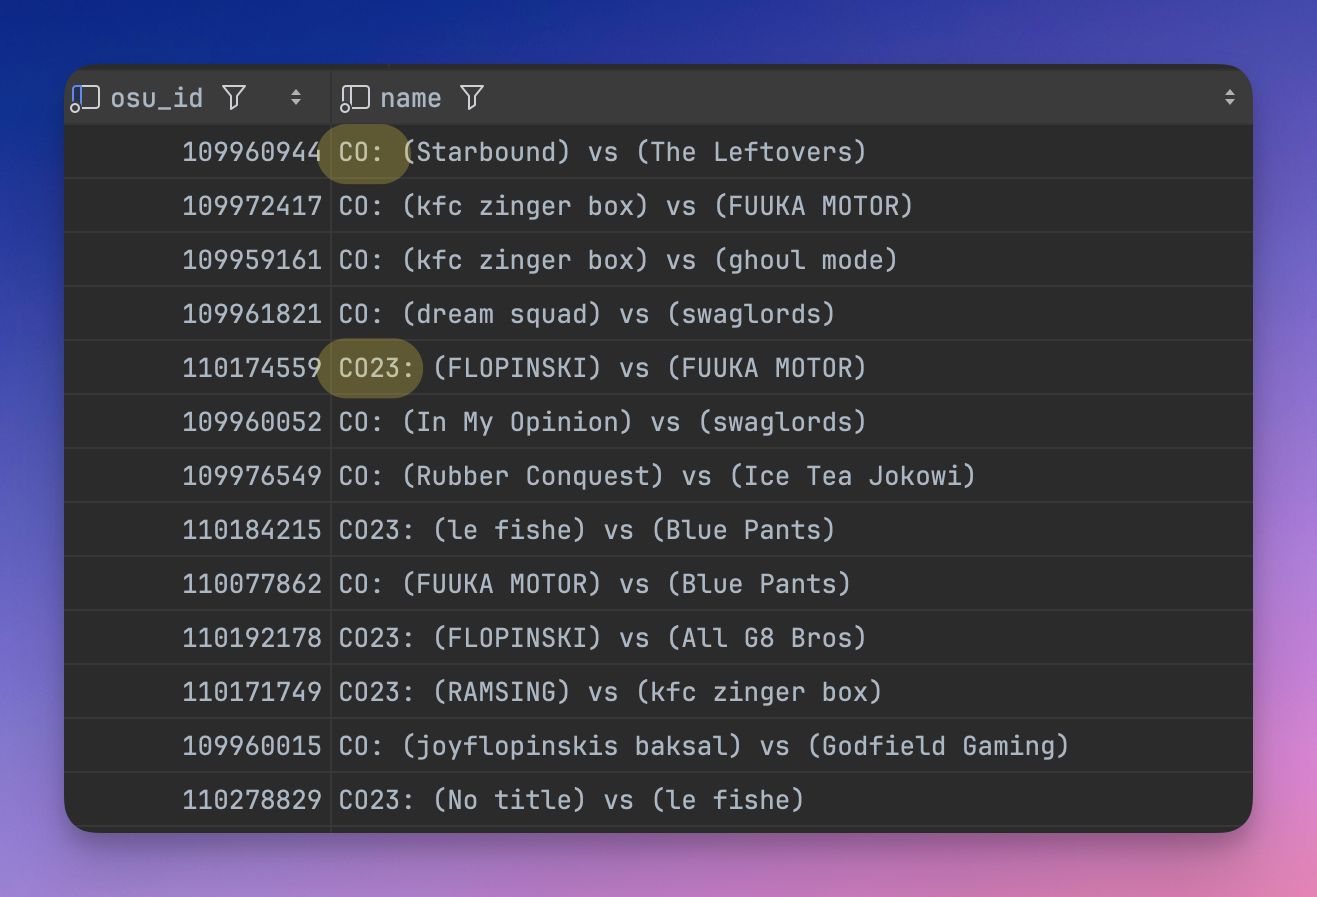 osu_id name
109960944 CO: (Starbound) vs (The Leftovers)
109972417 CO: (kfc zinger box) vs (FUUKA MOTOR)
109959161 CO: (kfc zinger box) vs (ghoul mode)
109961821 CO: (dream squad) vs (swaglords)
110174559 CO23: (FLOPINSKI) vs (FUUKA MOTOR)
109960052 CO: (In My Opinion) vs (swaglords)
109976549 CO: (Rubber Conquest) vs (Ice Tea Jokowi)
110184215 CO23: (le fishe) vs (Blue Pants)
110077862 CO: (FUUKA MOTOR) vs (Blue Pants)
110192178 CO23: (FLOPINSKI) vs (All G8 Bros)
110171749 CO23: (RAMSING) vs (kfc zinger box)
109960015 CO: (joyflopinskis baksal) vs (Godfield Gaming)
110278829 CO23: (No title) vs (le fishe)